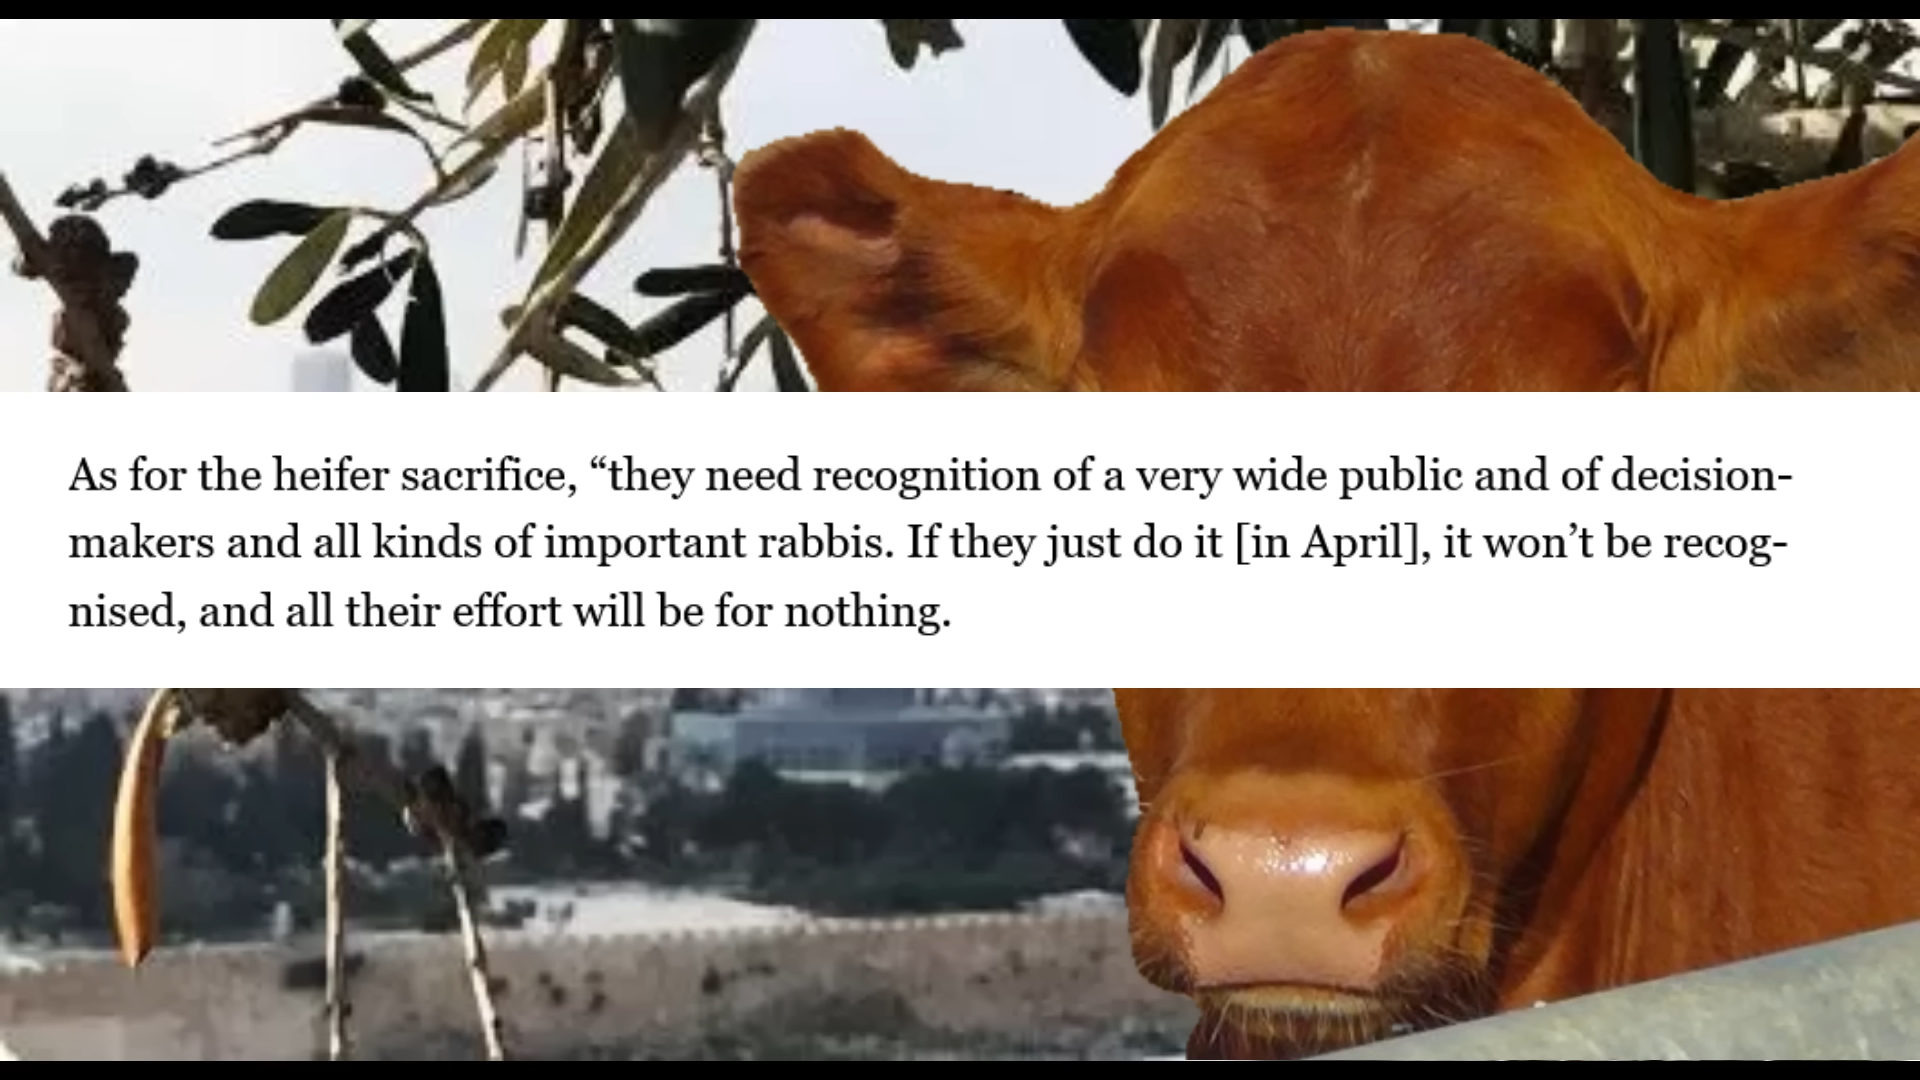 As for the heifer sacrifice, “they need recognition of a very wide public and of decision-
makers and all kinds of important rabbis. If they just do it [in April], it won’t be recog-
nised, and all their effort will be for nothing.